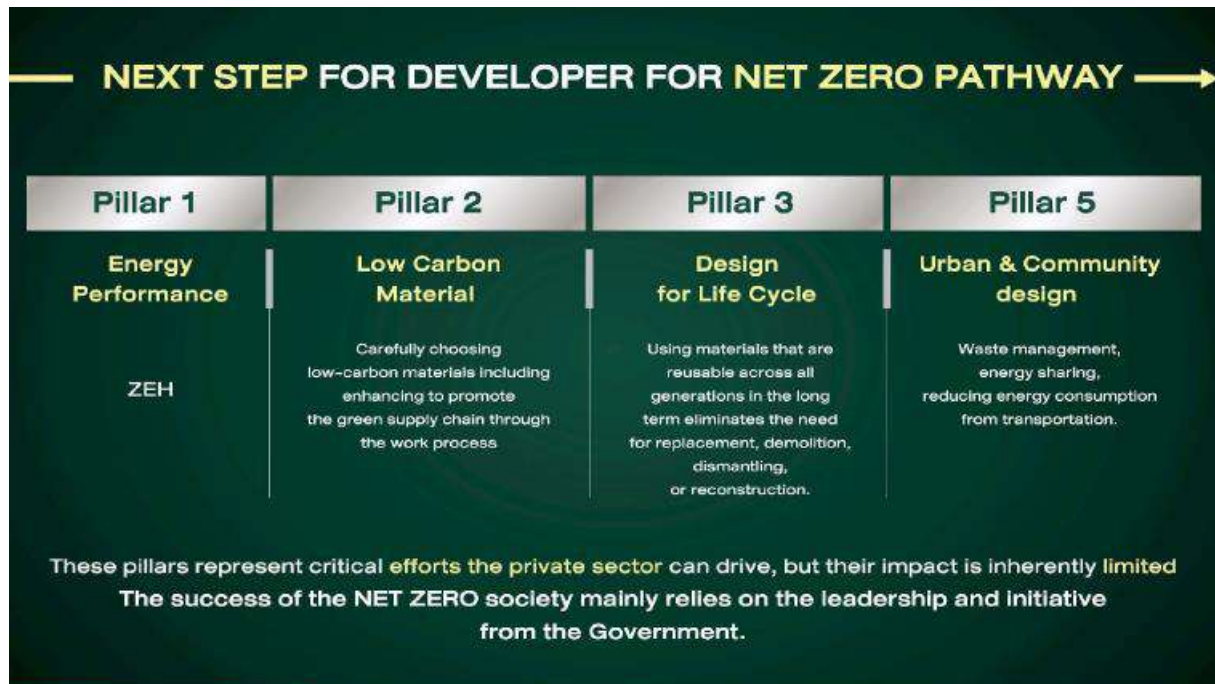 NEXT STEP FOR DEVELOPER FOR NET ZERO PATHWAY
Pillar 1
Energy
Performance
ZEH
Pillar 2
Low Carbon
Material
Carefully choosing
low-carbon materials including
enhancing to promote
the green supply chain through
the work process
Pillar 3
Design
for Life Cycle
Using materials that are
reusable across all
generations in the long
term eliminates the need
for replacement, demolition,
dismantling,
or reconstruction.
Pillar 5
Urban & Community
design
Waste management,
energy sharing,
reducing energy consumption
from transportation.
These pillars represent critical efforts the private sector can drive, but their impact is inherently limited
The success of the NET ZERO society mainly relies on the leadership and initiative
from the Government.